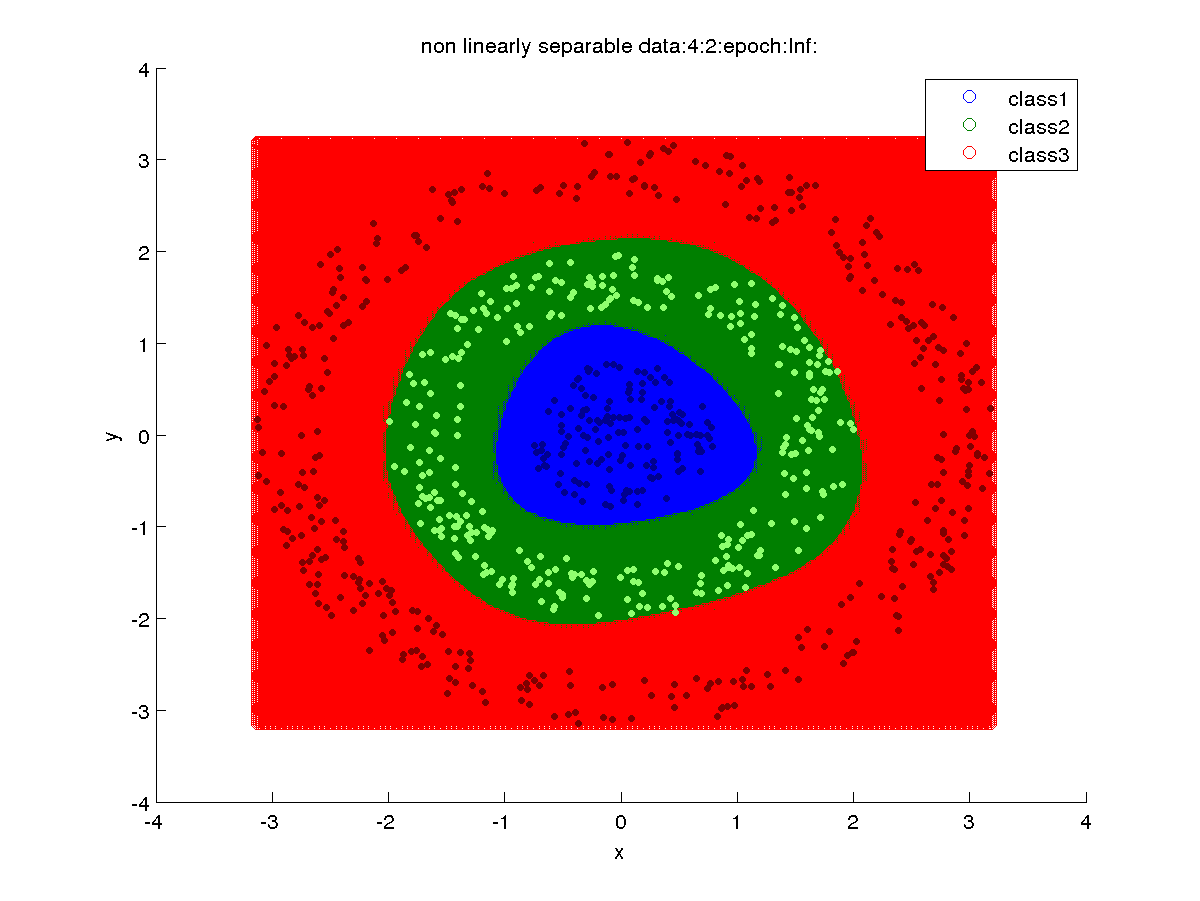 non linearly separable data:4:2:epoch:Inf:
class1
class2
class3
4
3
2
1
0
-1
-2
-3
-4
y
-4 -3 -2 -1 0 1 2 3 4
x